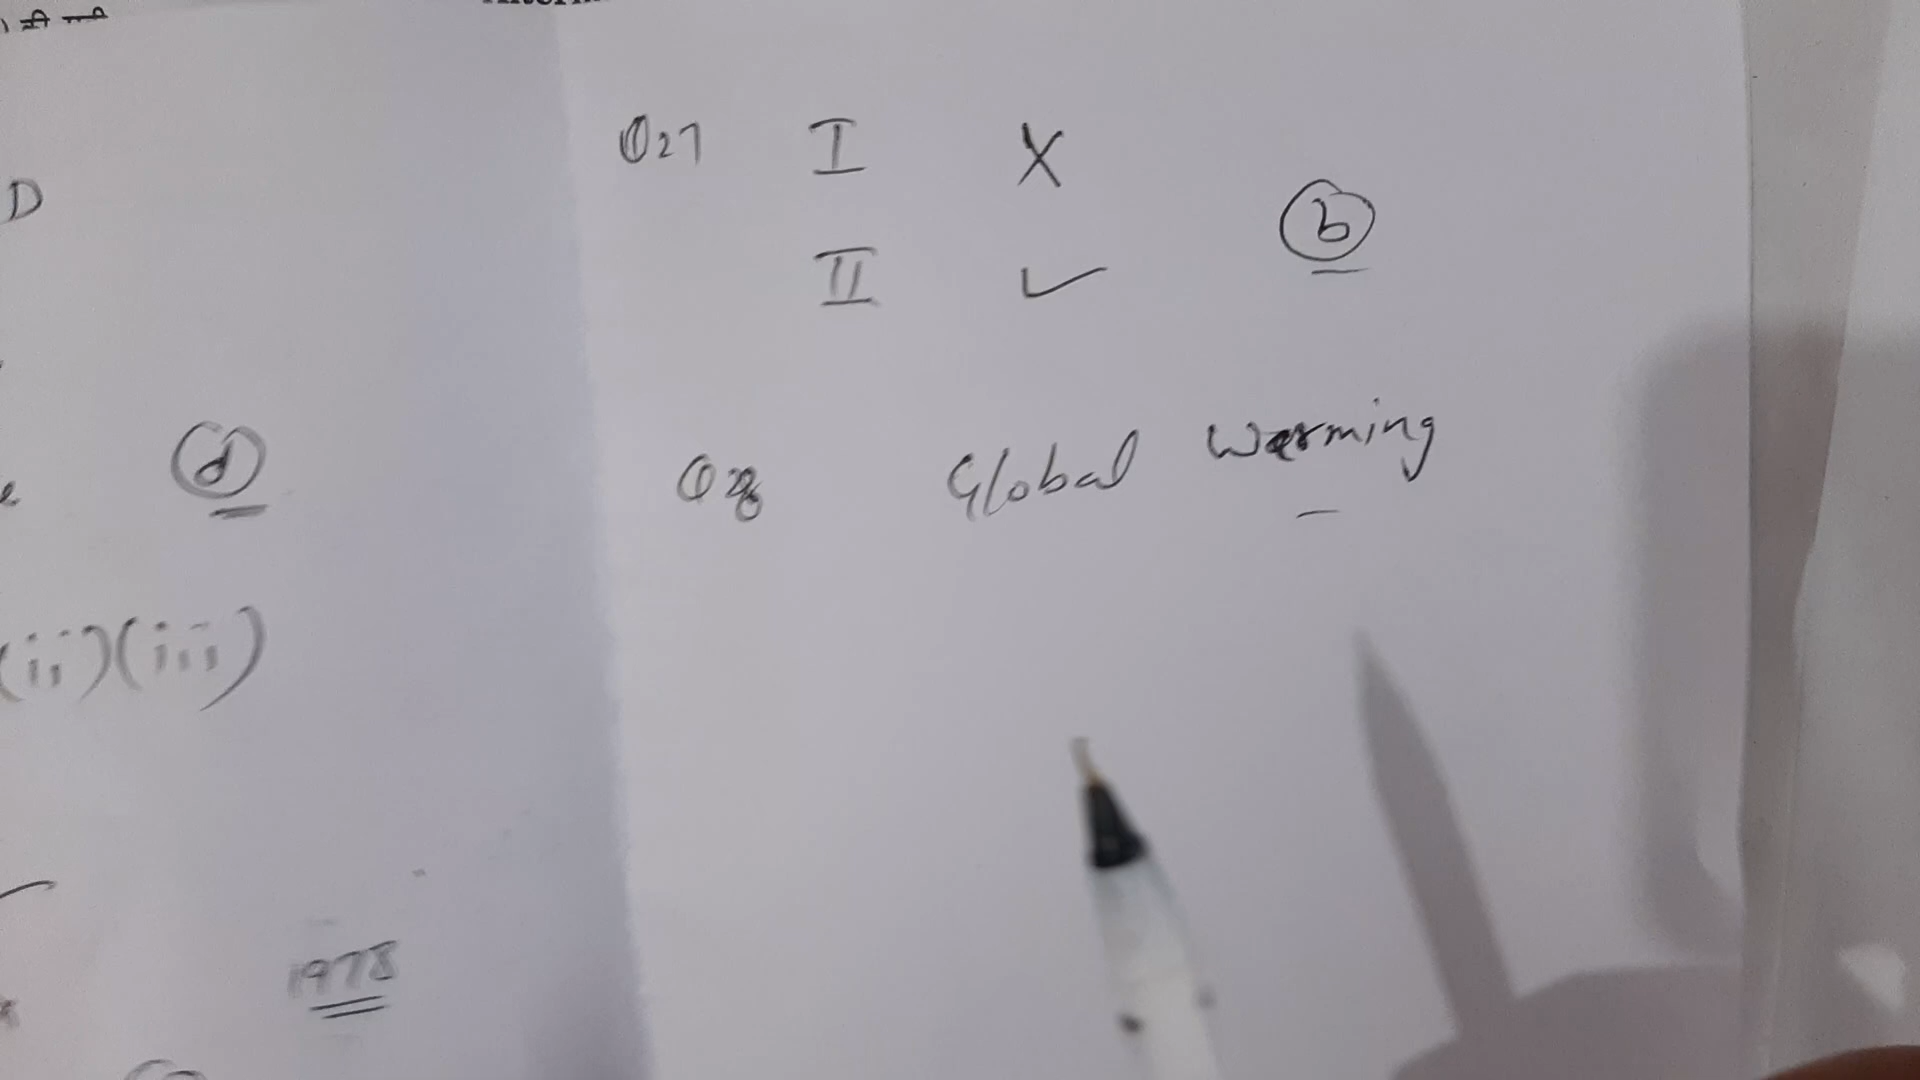 D
(d)
(ii)(iii)
1978
Q27 I X
(b)
II ✓
Q28 Global Warming